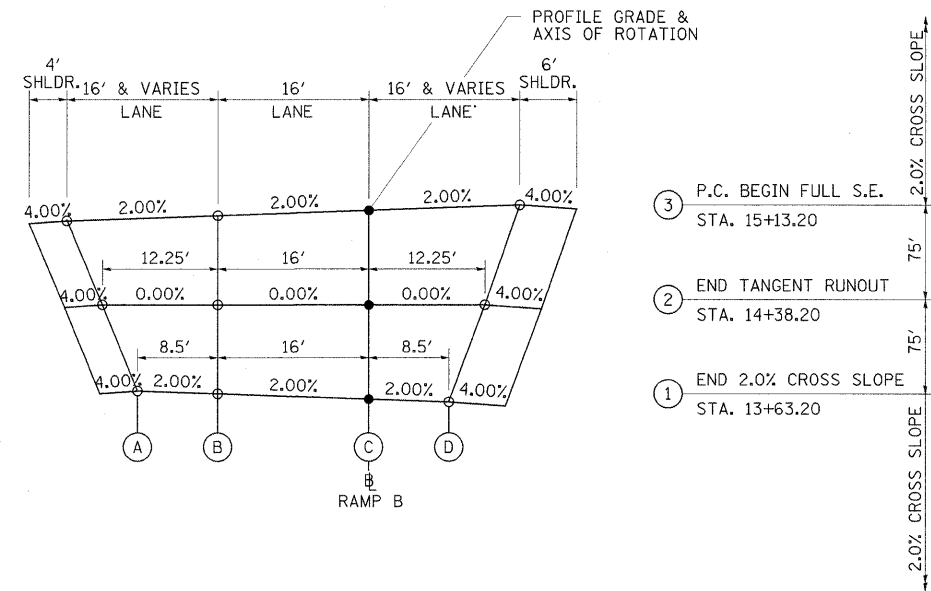 PROFILE GRADE &
AXIS OF ROTATION
4'
SHLDR.
16' & VARIES
LANE
16'
LANE
16' & VARIES
LANE
6'
SHLDR.
4.00%
2.00%
2.00%
2.00%
4.00%
12.25'
16'
12.25'
4.00%
0.00%
0.00%
0.00%
4.00%
8.5'
16'
8.5'
4.00%
2.00%
2.00%
2.00%
4.00%
A
B
C
D
BL
RAMP B
3
P.C. BEGIN FULL S.E.
STA. 15+13.20
2
END TANGENT RUNOUT
STA. 14+38.20
1
END 2.0% CROSS SLOPE
STA. 13+63.20
2.0% CROSS SLOPE
75'
75'
2.0% CROSS SLOPE